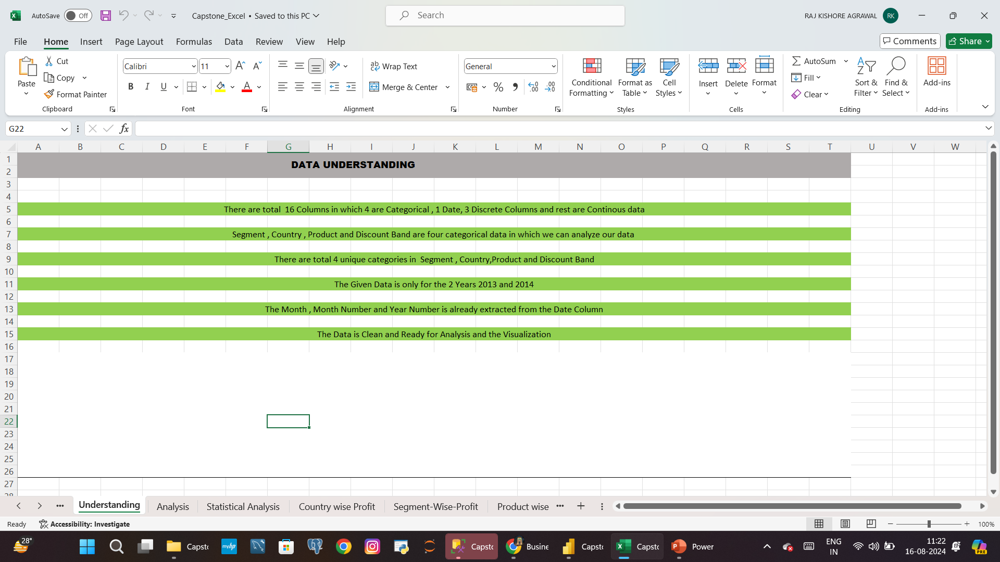 AutoSave Off Capstone_Excel • Saved to this PC Search RAJ KISHORE AGRAWAL RK
File Home Insert Page Layout Formulas Data Review View Help Comments Share
Paste Cut Copy Format Painter Clipboard
Calibri 11 B I U A Font
ab Wrap Text Merge & Center Alignment
General % Number
Conditional Formatting Format as Table Cell Styles Styles
Insert Delete Format Cells
AutoSum Fill Clear Sort & Filter Find & Select Editing
Add-ins Add-ins
G22 fx
A B C D E F G H I J K L M N O P Q R S T U V W
1 DATA UNDERSTANDING
2
3
4
5 There are total  16 Columns in which 4 are Categorical , 1 Date, 3 Discrete Columns and rest are Continous data
6
7 Segment , Country , Product and Discount Band are four categorical data in which we can analyze our data
8
9 There are total 4 unique categories in  Segment , Country,Product and Discount Band
10
11 The Given Data is only for the 2 Years 2013 and 2014
12
13 The Month , Month Number and Year Number is already extracted from the Date Column
14
15 The Data is Clean and Ready for Analysis and the Visualization
16
17
18
19
20
21
22
23
24
25
26
27
28
Understanding Analysis Statistical Analysis Country wise Profit Segment-Wise-Profit Product wise
Ready Accessibility: Investigate 100%
28° Capstc myhp Capstc Busine Capstc Capstc Power ENG IN 11:22 16-08-2024 PRE